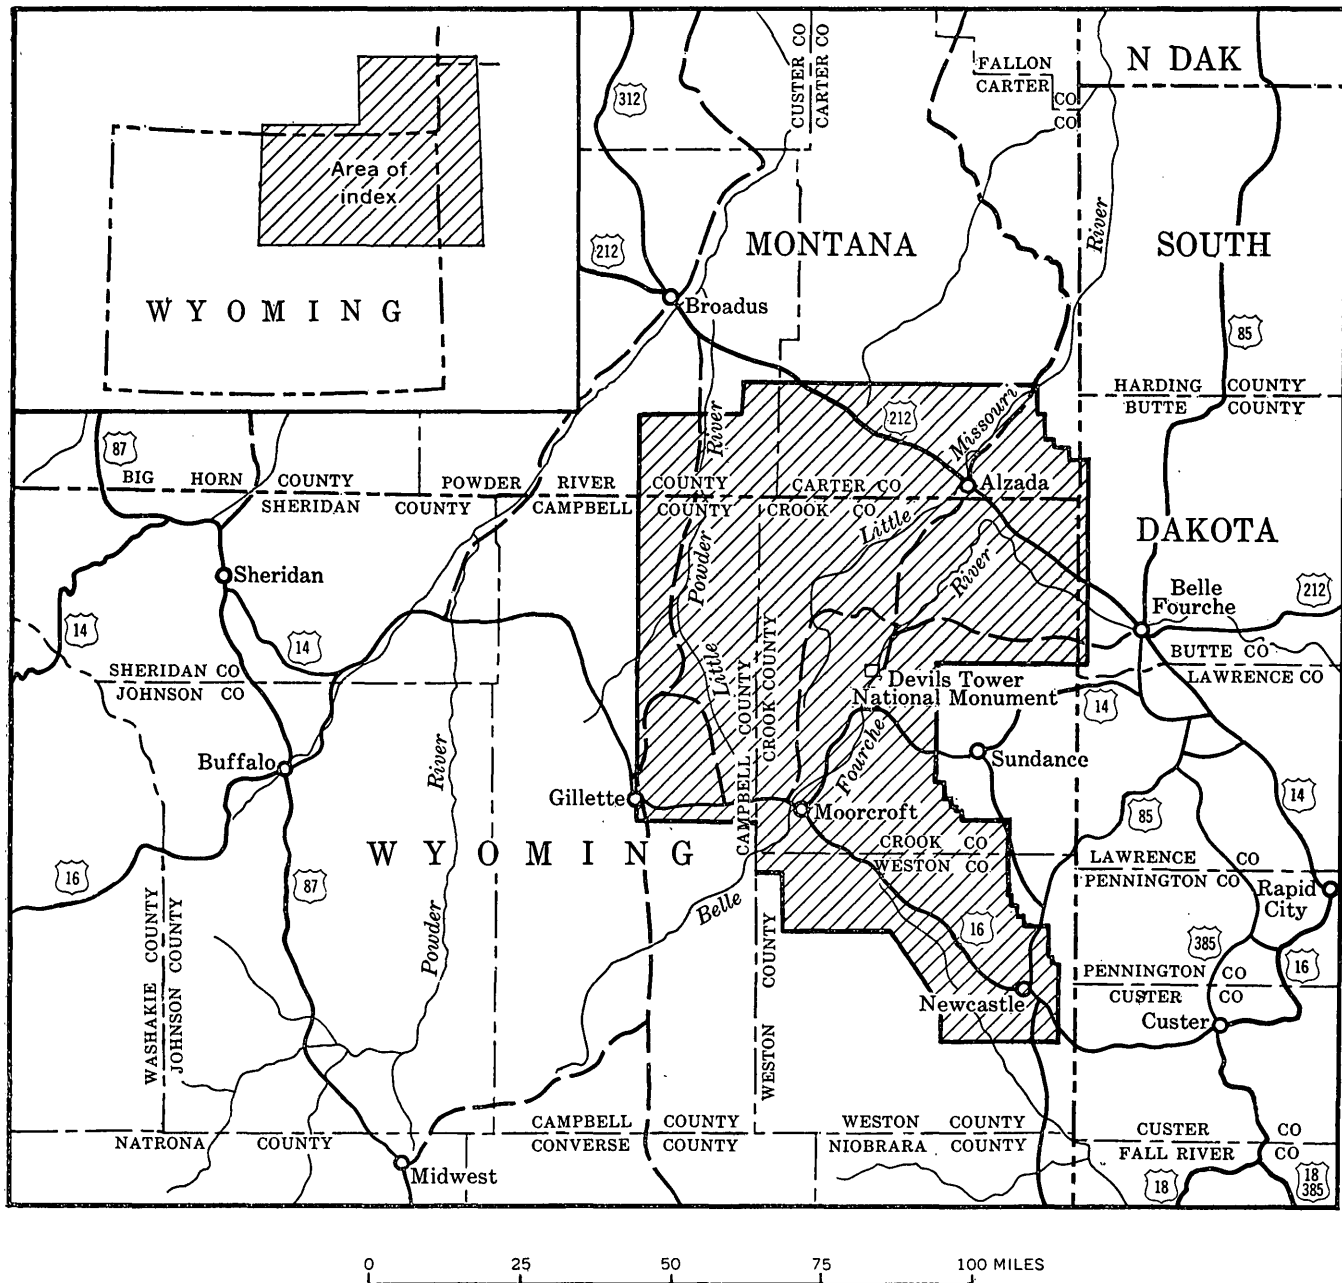 Area of
index
WYOMING
312
CUSTER CO
CARTER CO
FALLON
CARTER
CO
CO
N DAK
212
MONTANA
River
SOUTH
Broadus
85
HARDING COUNTY
BUTTE COUNTY
87
212
Missouri
River
BIG HORN COUNTY
SHERIDAN COUNTY
POWDER RIVER COUNTY
CAMPBELL COUNTY
CARTER CO
CROOK CO
Alzada
Little
DAKOTA
Powder
River
Sheridan
Belle
Fourche
212
14
14
SHERIDAN CO
JOHNSON CO
Little
CAMPBELL COUNTY
CROOK COUNTY
BUTTE CO
LAWRENCE CO
Devils Tower
National Monument
14
Buffalo
River
Fourche
Sundance
Gillette
Moorcroft
14
85
WYOMING
CROOK CO
WESTON CO
LAWRENCE CO
PENNINGTON CO
16
87
Rapid
City
Belle
WASHAKIE COUNTY
JOHNSON COUNTY
Powder
WESTON COUNTY
16
385
16
PENNINGTON CO
CUSTER CO
Newcastle
Custer
CAMPBELL COUNTY
CONVERSE COUNTY
WESTON COUNTY
NIOBRARA COUNTY
CUSTER CO
FALL RIVER CO
NATRONA COUNTY
Midwest
18
18
385
0 25 50 75 100 MILES